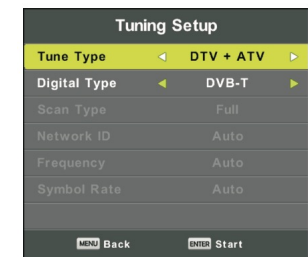 Tuning Setup
Tune Type DTV + ATV
Digital Type DVB-T
Scan Type Full
Network ID Auto
Frequency Auto
Symbol Rate Auto
MENU Back ENTER Start